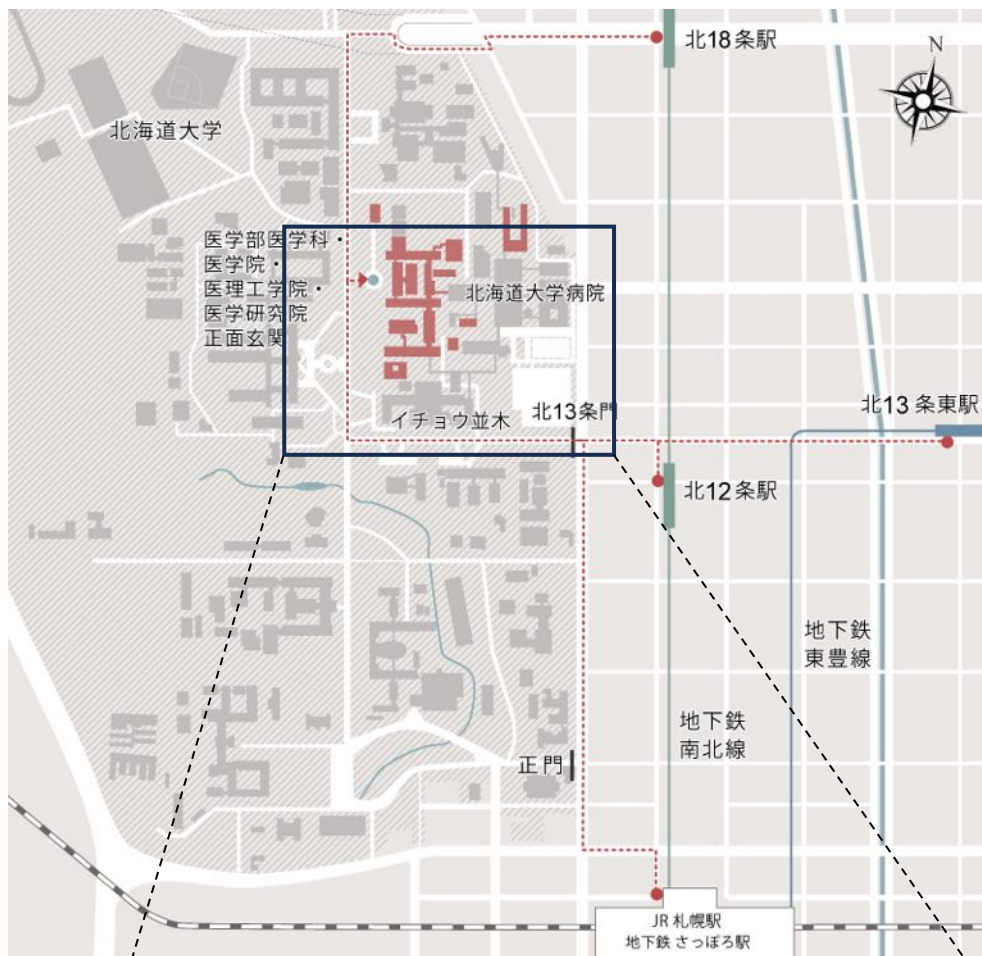 北18条駅
N
北海道大学
医学部医学科・
医学院・
医理工学院・
医学研究院
正面玄関
北海道大学病院
イチョウ並木
北13条門
北13 条東駅
北12条駅
地下鉄
東豊線
地下鉄
南北線
正門
JR 札幌駅
地下鉄 さっぽろ駅